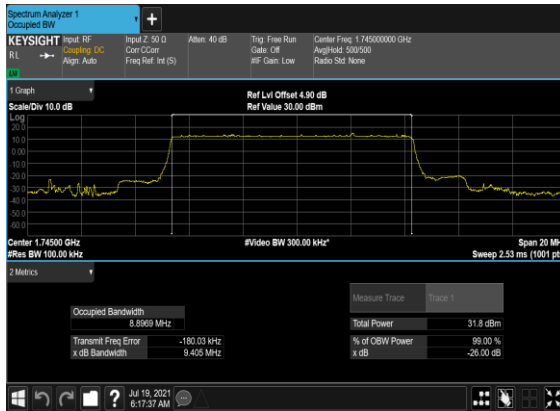 Spectrum Analyzer 1
Occupied BW
KEYSIGHT Input: RF Input Z: 50 Ω Atten: 40 dB Trig: Free Run Center Freq: 1.745000000 GHz
RL Coupling: DC Corr CCorr Gate: Off Avg|Hold: 500/500
Align: Auto Freq Ref: Int (S) #IF Gain: Low Radio Std: None
LXI
1 Graph Ref Lvl Offset 4.90 dB
Scale/Div 10.0 dB Ref Value 30.00 dBm
Log
20.0
10.0
0.00
-10.0
-20.0
-30.0
-40.0
-50.0
-60.0
Center 1.74500 GHz #Video BW 300.00 kHz* Span 20 MH
#Res BW 100.00 kHz Sweep 2.53 ms (1001 pt
2 Metrics
Measure Trace Trace 1
Occupied Bandwidth
8.8969 MHz Total Power 31.8 dBm
Transmit Freq Error -180.03 kHz % of OBW Power 99.00 %
x dB Bandwidth 9.405 MHz x dB -26.00 dB
Jul 19, 2021
6:17:37 AM